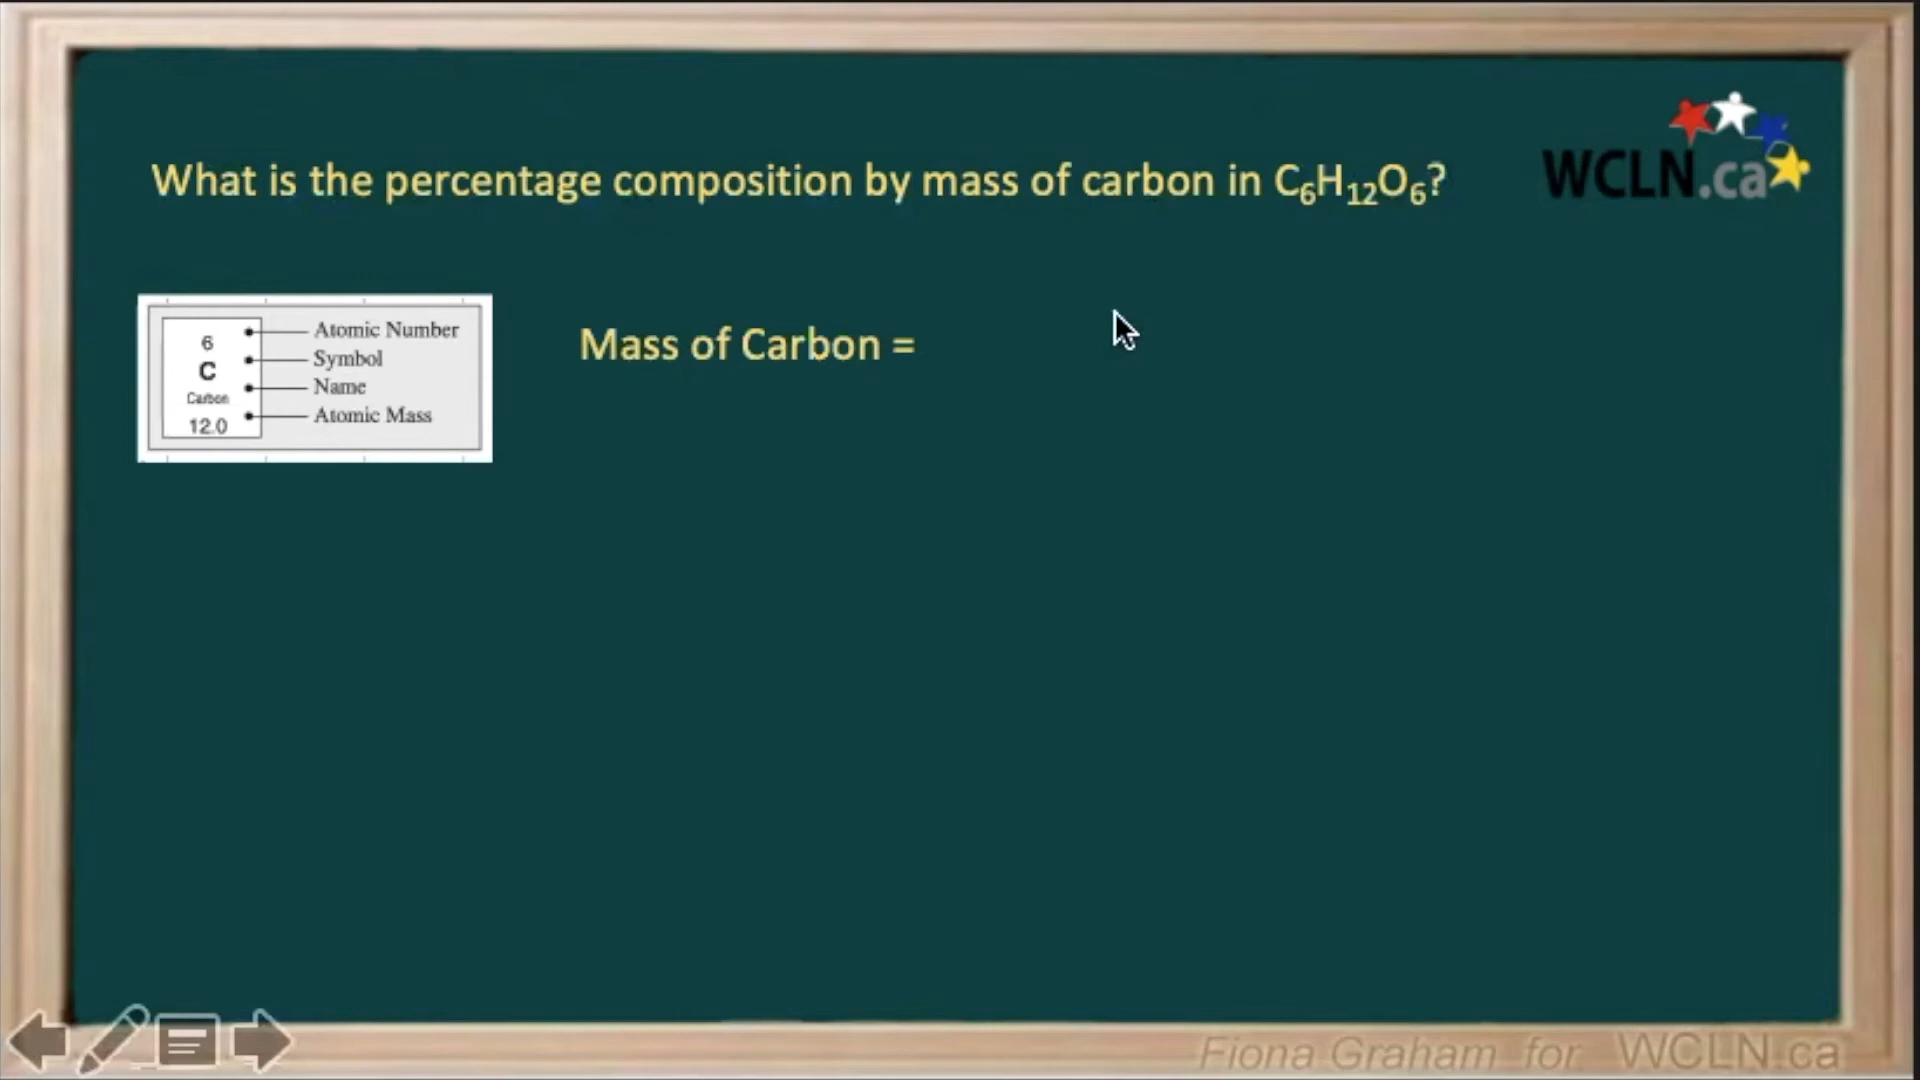 What is the percentage composition by mass of carbon in C₆H₁₂O₆?
WCLN.ca
6
C
Carbon
12.0
Atomic Number
Symbol
Name
Atomic Mass
Mass of Carbon =
Fiona Graham for WCLN.ca